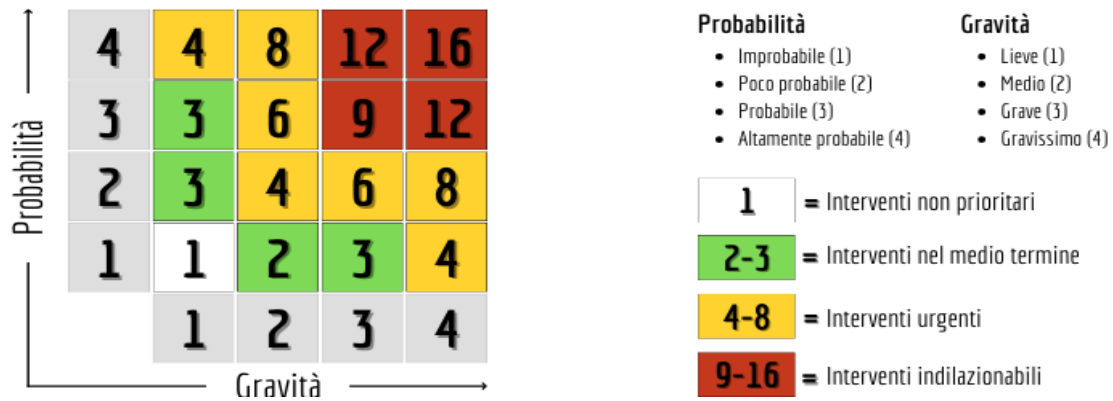 Probabilità
4 4 8 12 16
3 3 6 9 12
2 3 4 6 8
1 1 2 3 4
1 2 3 4
Gravità
Probabilità
• Improbabile (1)
• Poco probabile (2)
• Probabile (3)
• Altamente probabile (4)
Gravità
• Lieve (1)
• Medio (2)
• Grave (3)
• Gravissimo (4)
1 = Interventi non prioritari
2-3 = Interventi nel medio termine
4-8 = Interventi urgenti
9-16 = Interventi indilazionabili